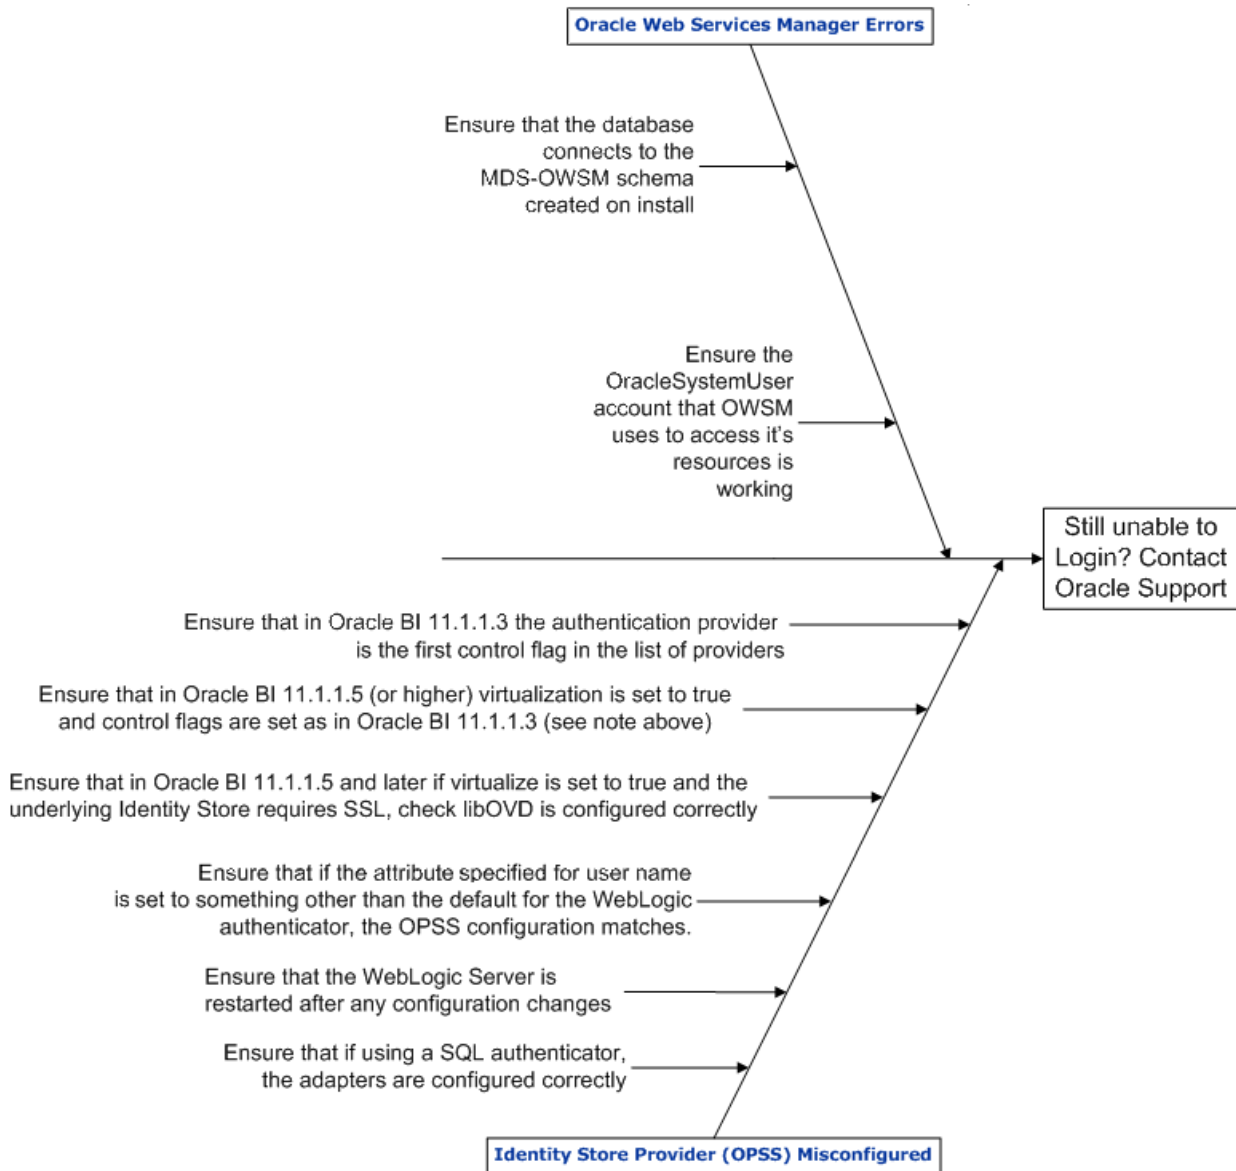 Oracle Web Services Manager Errors
Ensure that the database
connects to the
MDS-OWSM schema
created on install
Ensure the
OracleSystemUser
account that OWSM
uses to access it's
resources is
working
Still unable to
Login? Contact
Oracle Support
Ensure that in Oracle BI 11.1.1.3 the authentication provider
is the first control flag in the list of providers
Ensure that in Oracle BI 11.1.1.5 (or higher) virtualization is set to true
and control flags are set as in Oracle BI 11.1.1.3 (see note above)
Ensure that in Oracle BI 11.1.1.5 and later if virtualize is set to true and the
underlying Identity Store requires SSL, check libOVD is configured correctly
Ensure that if the attribute specified for user name
is set to something other than the default for the WebLogic
authenticator, the OPSS configuration matches.
Ensure that the WebLogic Server is
restarted after any configuration changes
Ensure that if using a SQL authenticator,
the adapters are configured correctly
Identity Store Provider (OPSS) Misconfigured